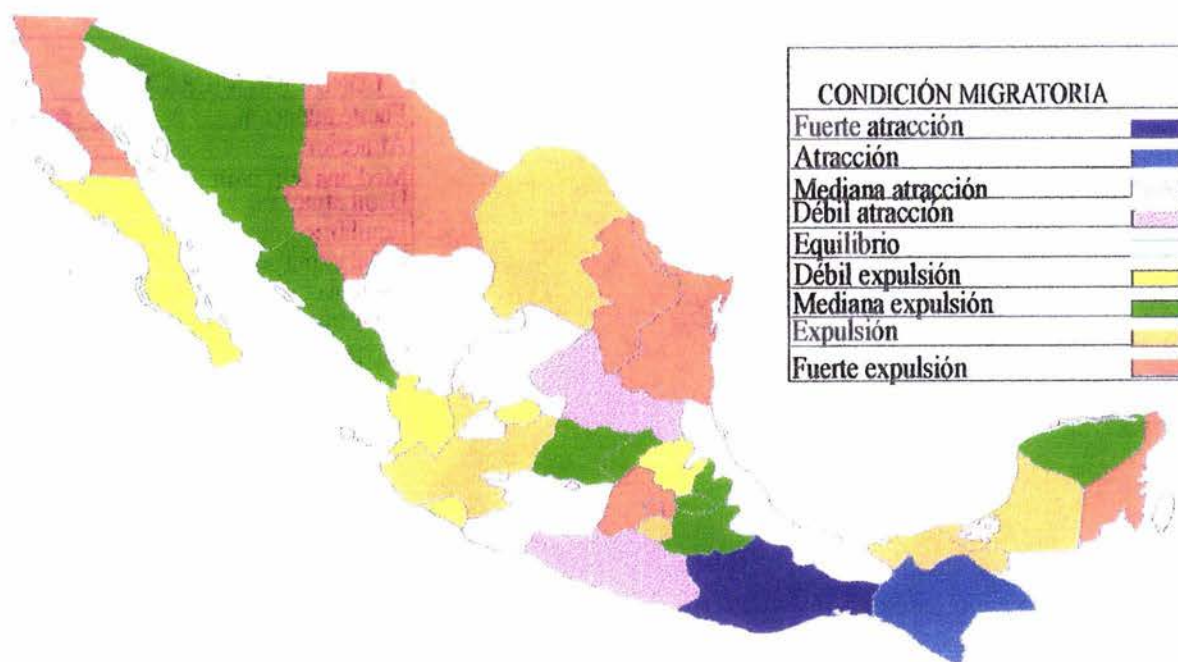 CONDICIÓN MIGRATORIA
Fuerte atracción
Atracción
Mediana atracción
Débil atracción
Equilibrio
Débil expulsión
Mediana expulsión
Expulsión
Fuerte expulsión